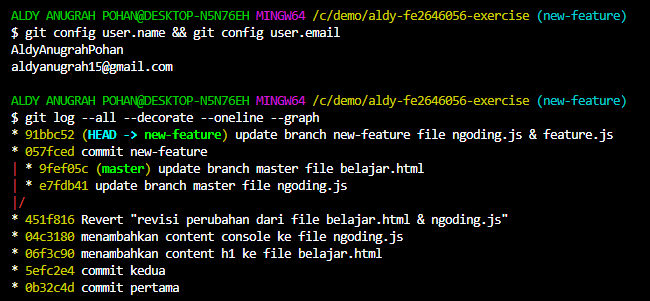 ALDY ANUGRAH POHAN@DESKTOP-N5N76EH MINGW64 /c/demo/aldy-fe2646056-exercise (new-feature)
$ git config user.name && git config user.email
AldyAnugrahPohan
aldyanugrah15@gmail.com

ALDY ANUGRAH POHAN@DESKTOP-N5N76EH MINGW64 /c/demo/aldy-fe2646056-exercise (new-feature)
$ git log --all --decorate --oneline --graph
* 91bbc52 (HEAD -> new-feature) update branch new-feature file ngoding.js & feature.js
* 057fced commit new-feature
| * 9fef05c (master) update branch master file belajar.html
| * e7fdb41 update branch master file ngoding.js
|/
* 451f816 Revert "revisi perubahan dari file belajar.html & ngoding.js"
* 04c3180 menambahkan content console ke file ngoding.js
* 06f3c90 menambahkan content h1 ke file belajar.html
* 5efc2e4 commit kedua
* 0b32c4d commit pertama